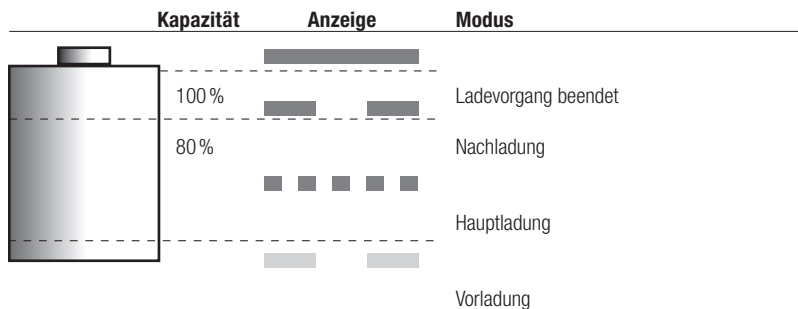 Kapazität Anzeige Modus
100 % Ladevorgang beendet
80 % Nachladung
Hauptladung
Vorladung